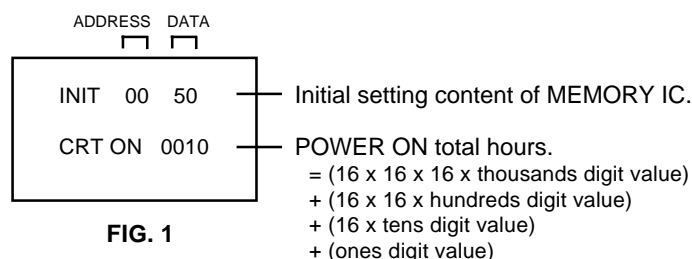 ADDRESS DATA
INIT 00 50
Initial setting content of MEMORY IC.
CRT ON 0010
POWER ON total hours.
= (16 x 16 x 16 x thousands digit value)
+ (16 x 16 x hundreds digit value)
+ (16 x tens digit value)
+ (ones digit value)
FIG. 1